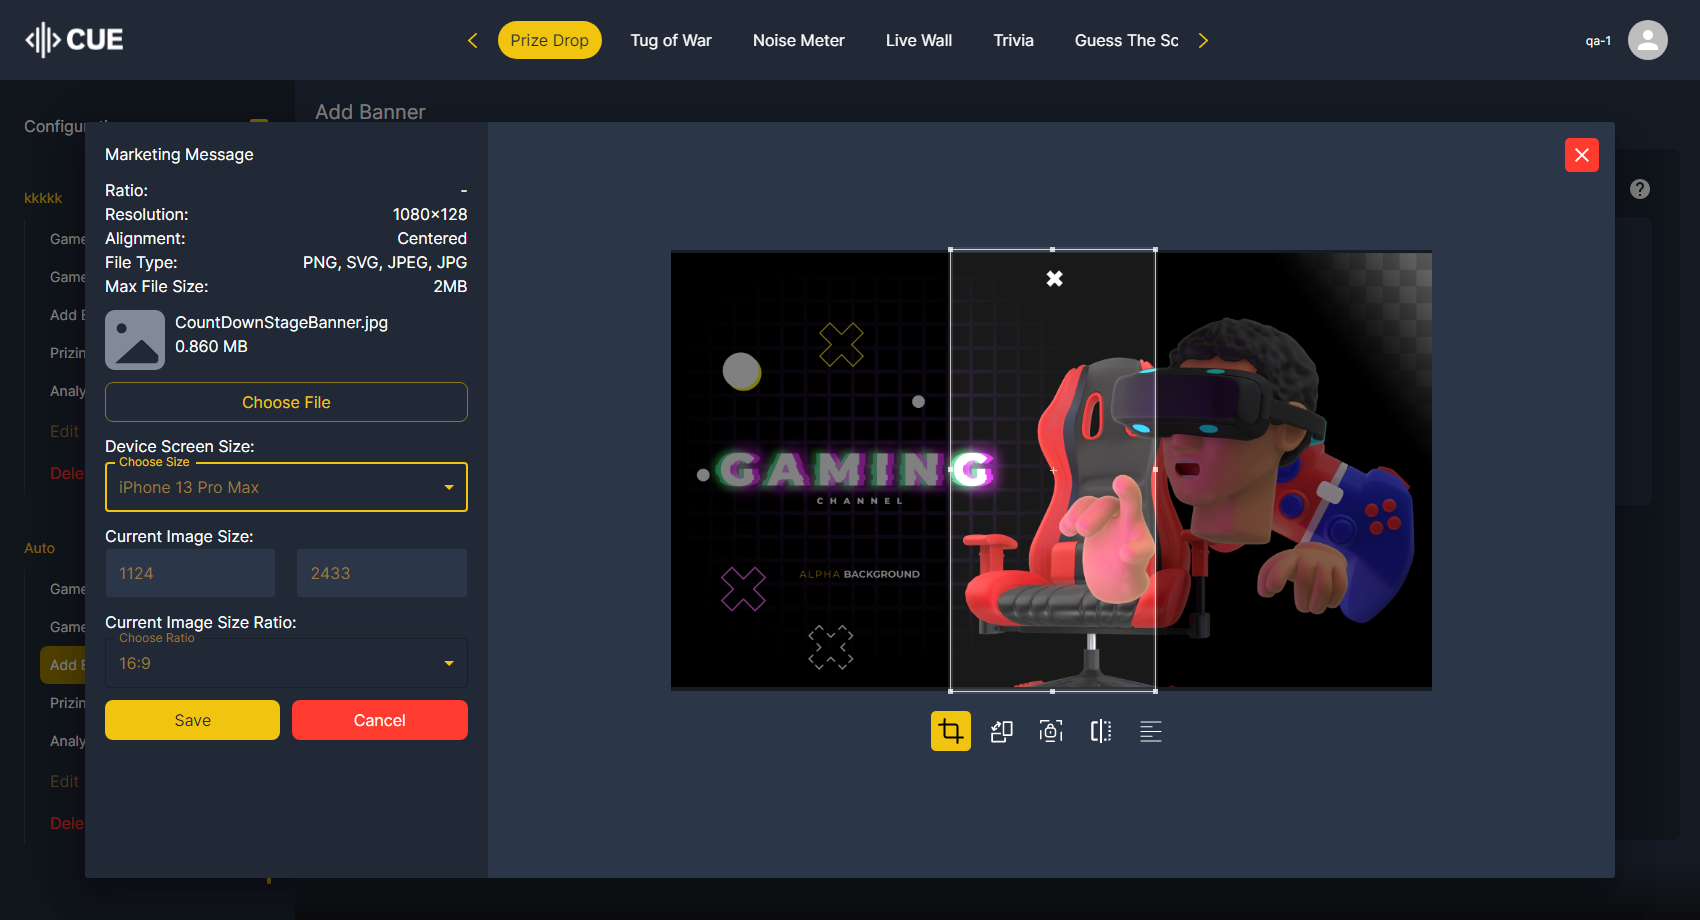 CUE
Prize Drop
Tug of War
Noise Meter
Live Wall
Trivia
Guess The Sc
qa-1
Add Banner
Marketing Message
Ratio: -
Resolution: 1080×128
Alignment: Centered
File Type: PNG, SVG, JPEG, JPG
Max File Size: 2MB
CountDownStageBanner.jpg
0.860 MB
Choose File
Device Screen Size:
Choose Size
iPhone 13 Pro Max
Current Image Size:
1124 2433
Current Image Size Ratio:
Choose Ratio
16:9
Save Cancel
kkkkk
Game
Game
Add B
Prizin
Analy
Edit
Dele
Auto
Game
Game
Add B
Prizin
Analy
Edit
Dele
GAMING
CHANNEL
ALPHA BACKGROUND